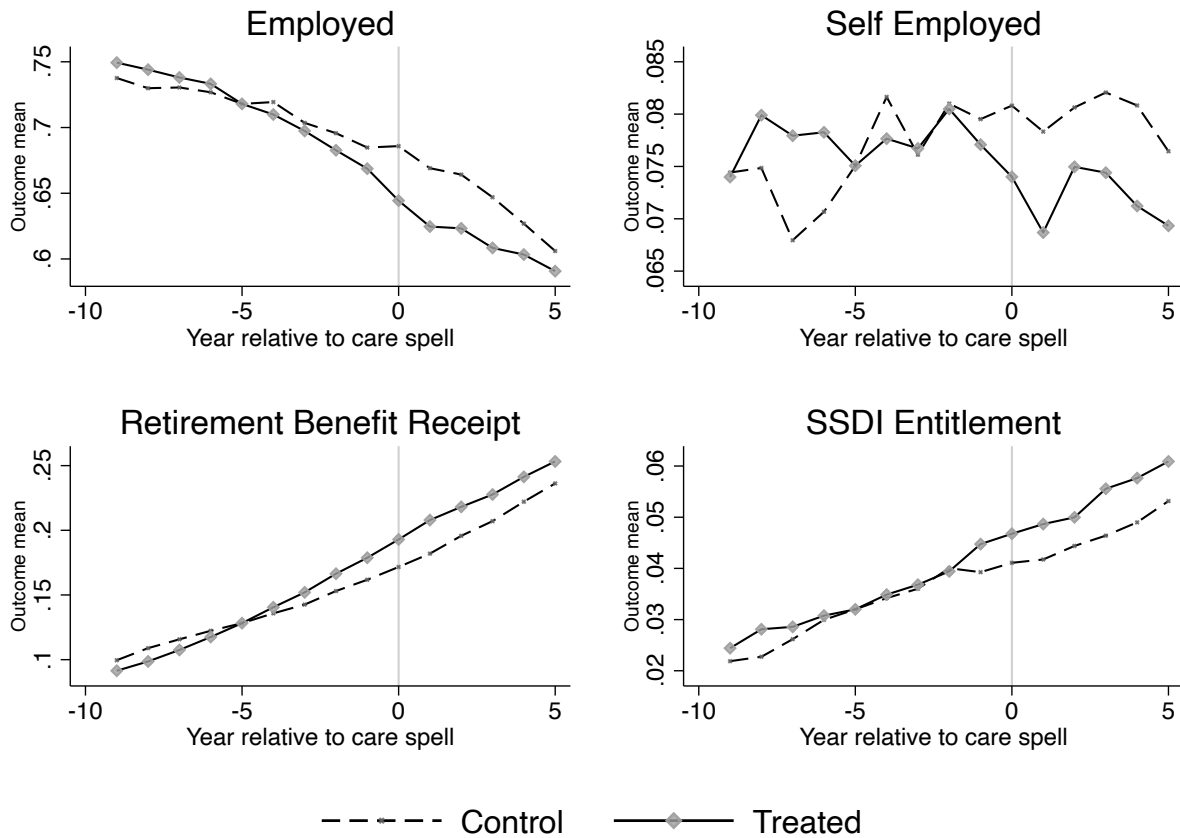 Employed
Outcome mean
.75
.7
.65
.6
-10 -5 0 5
Year relative to care spell
Self Employed
Outcome mean
.085
.08
.075
.07
.065
-10 -5 0 5
Year relative to care spell
Retirement Benefit Receipt
Outcome mean
.25
.2
.15
.1
-10 -5 0 5
Year relative to care spell
SSDI Entitlement
Outcome mean
.06
.05
.04
.03
.02
-10 -5 0 5
Year relative to care spell
Control Treated